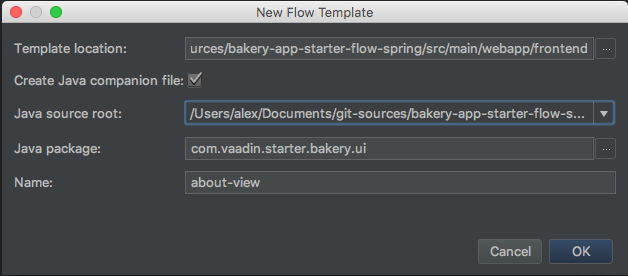 New Flow Template
Template location: urces/bakery-app-starter-flow-spring/src/main/webapp/frontend ...
Create Java companion file:
Java source root: /Users/alex/Documents/git-sources/bakery-app-starter-flow-s...
Java package: com.vaadin.starter.bakery.ui ...
Name: about-view
Cancel OK